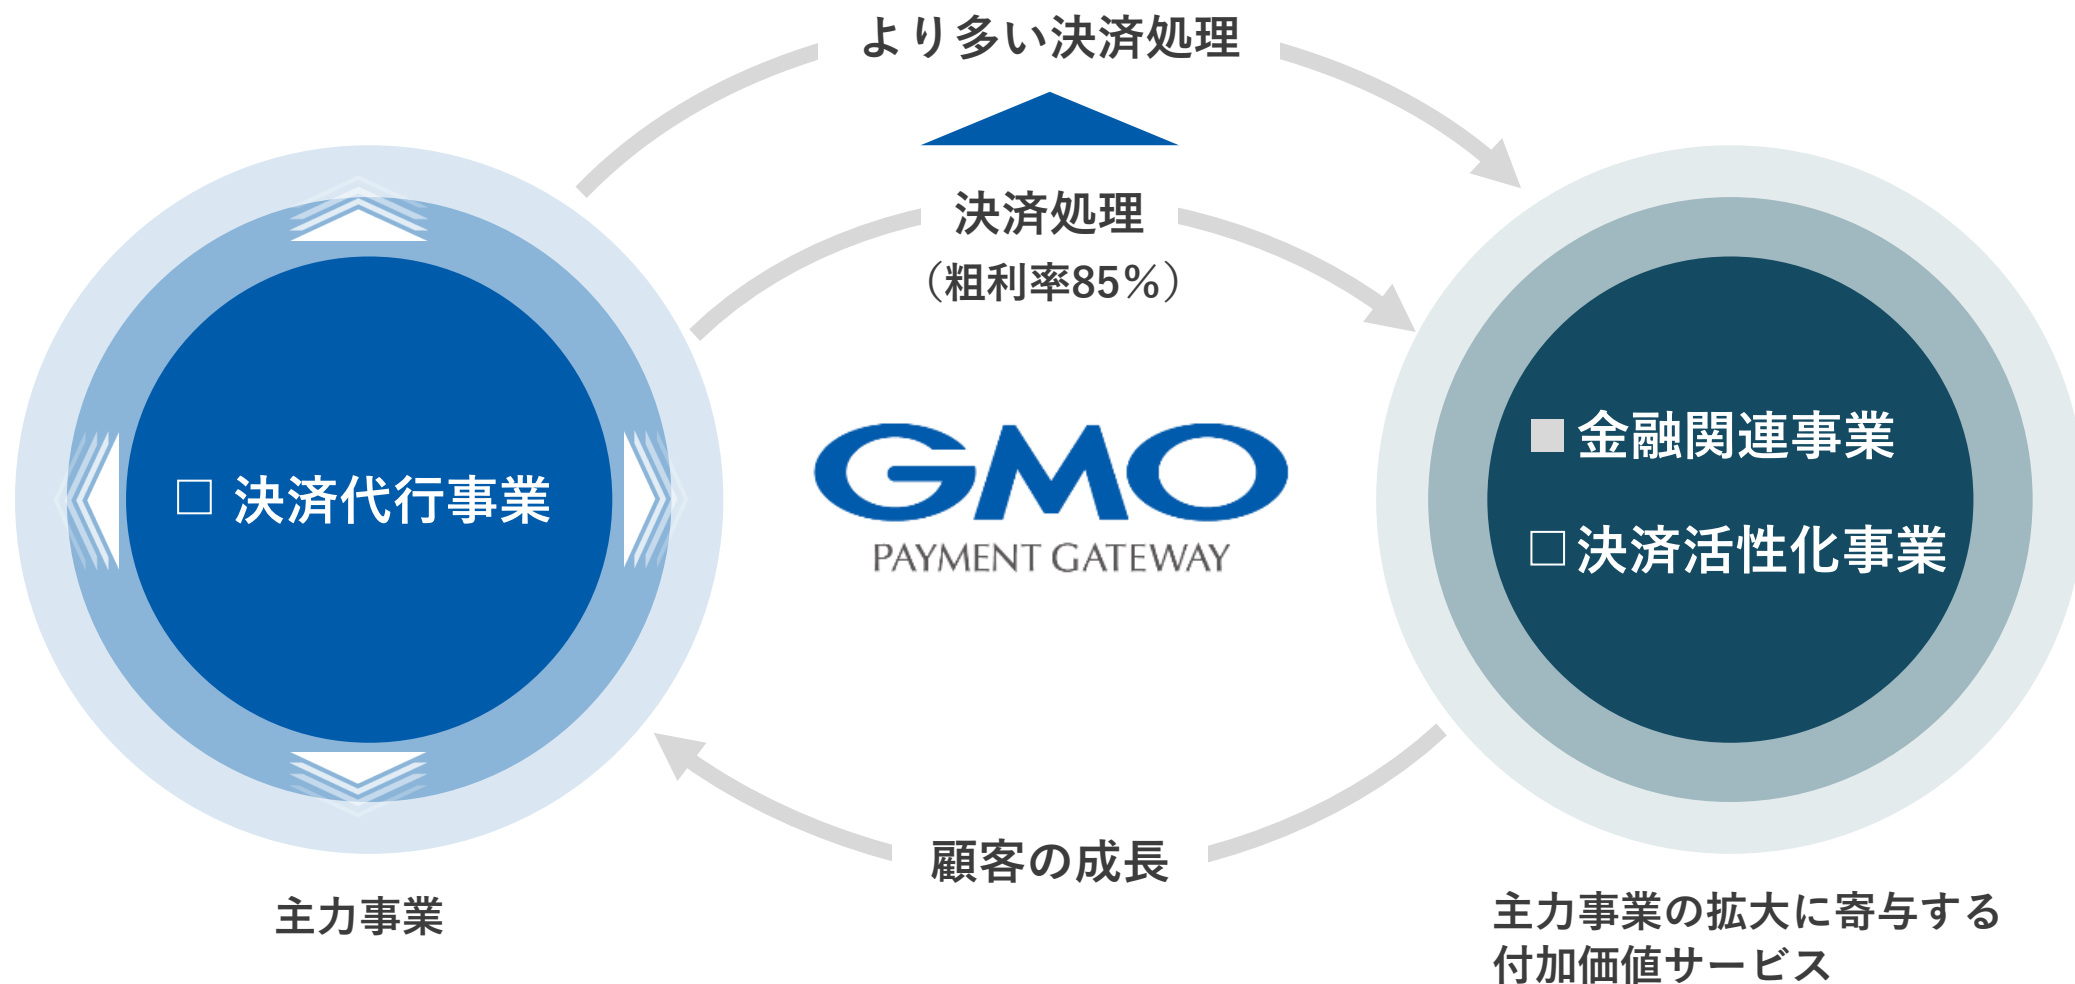 より多い決済処理
決済処理
（粗利率85％）
□ 決済代行事業
GMO
PAYMENT GATEWAY
■ 金融関連事業
□ 決済活性化事業
顧客の成長
主力事業
主力事業の拡大に寄与する
付加価値サービス